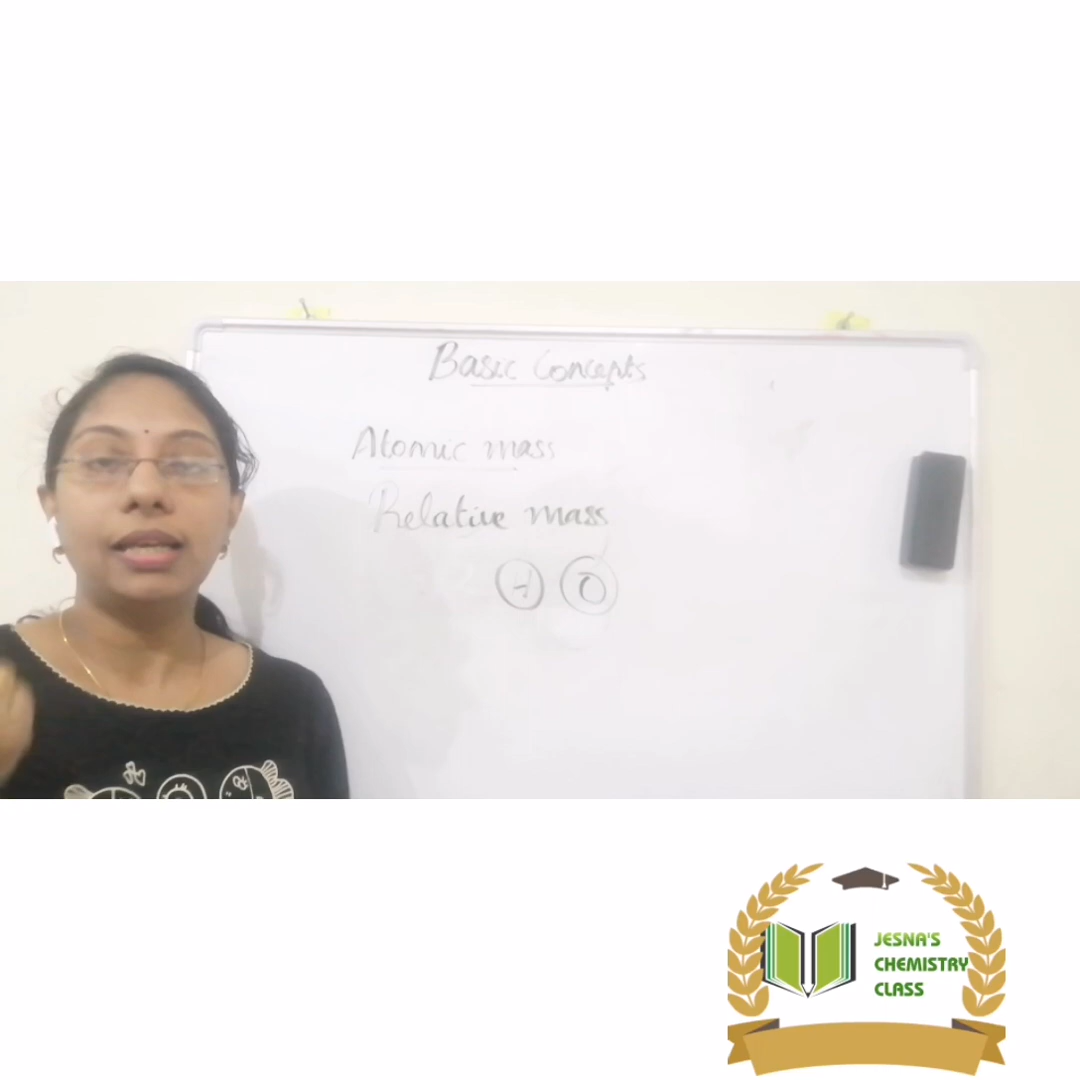 Basic Concepts
Atomic mass
Relative mass
H O
JESNA'S
CHEMISTRY
CLASS